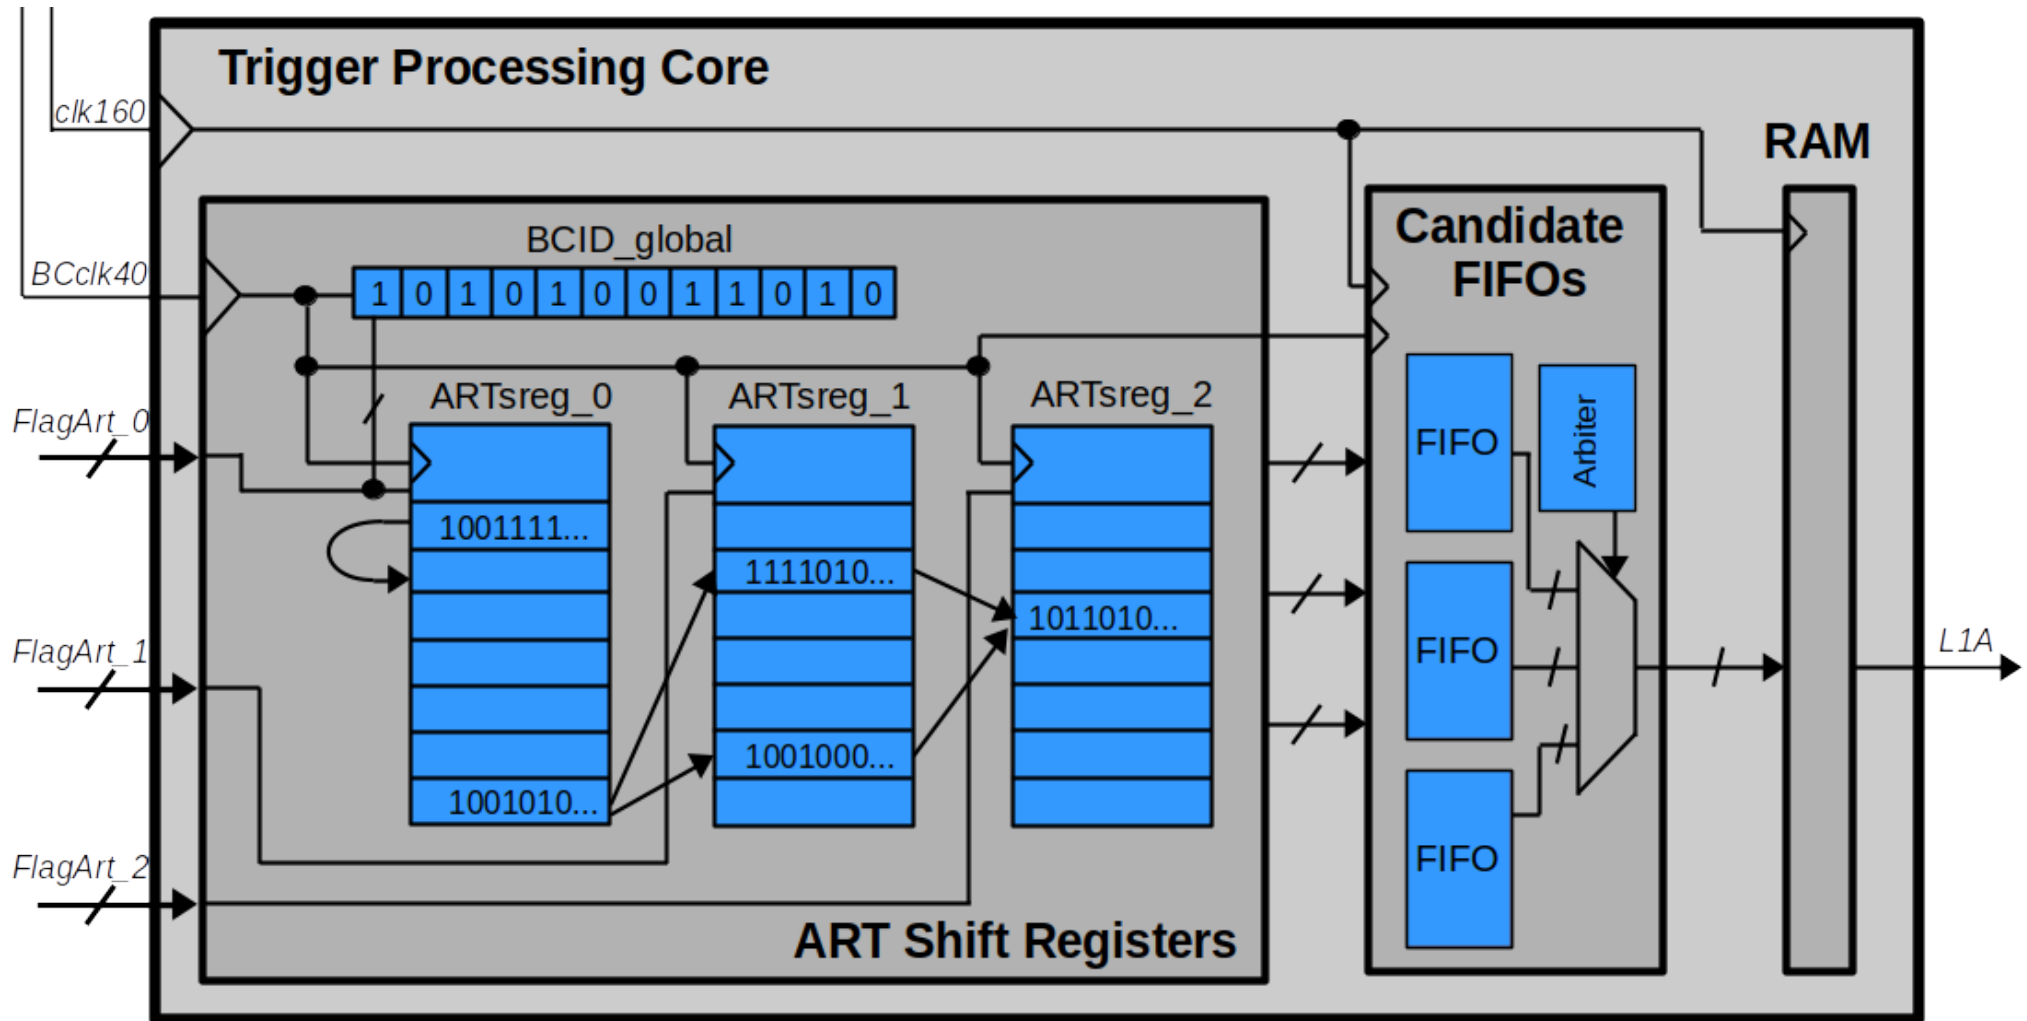 Trigger Processing Core
clk160
RAM
BCclk40
BCID_global
1 0 1 0 1 0 0 1 1 0 1 0
Candidate
FIFOs
ARTsreg_0
ARTsreg_1
ARTsreg_2
FlagArt_0
1001111...
1111010...
1011010...
1001000...
1001010...
FIFO
Arbiter
FIFO
FIFO
FlagArt_1
L1A
FlagArt_2
ART Shift Registers